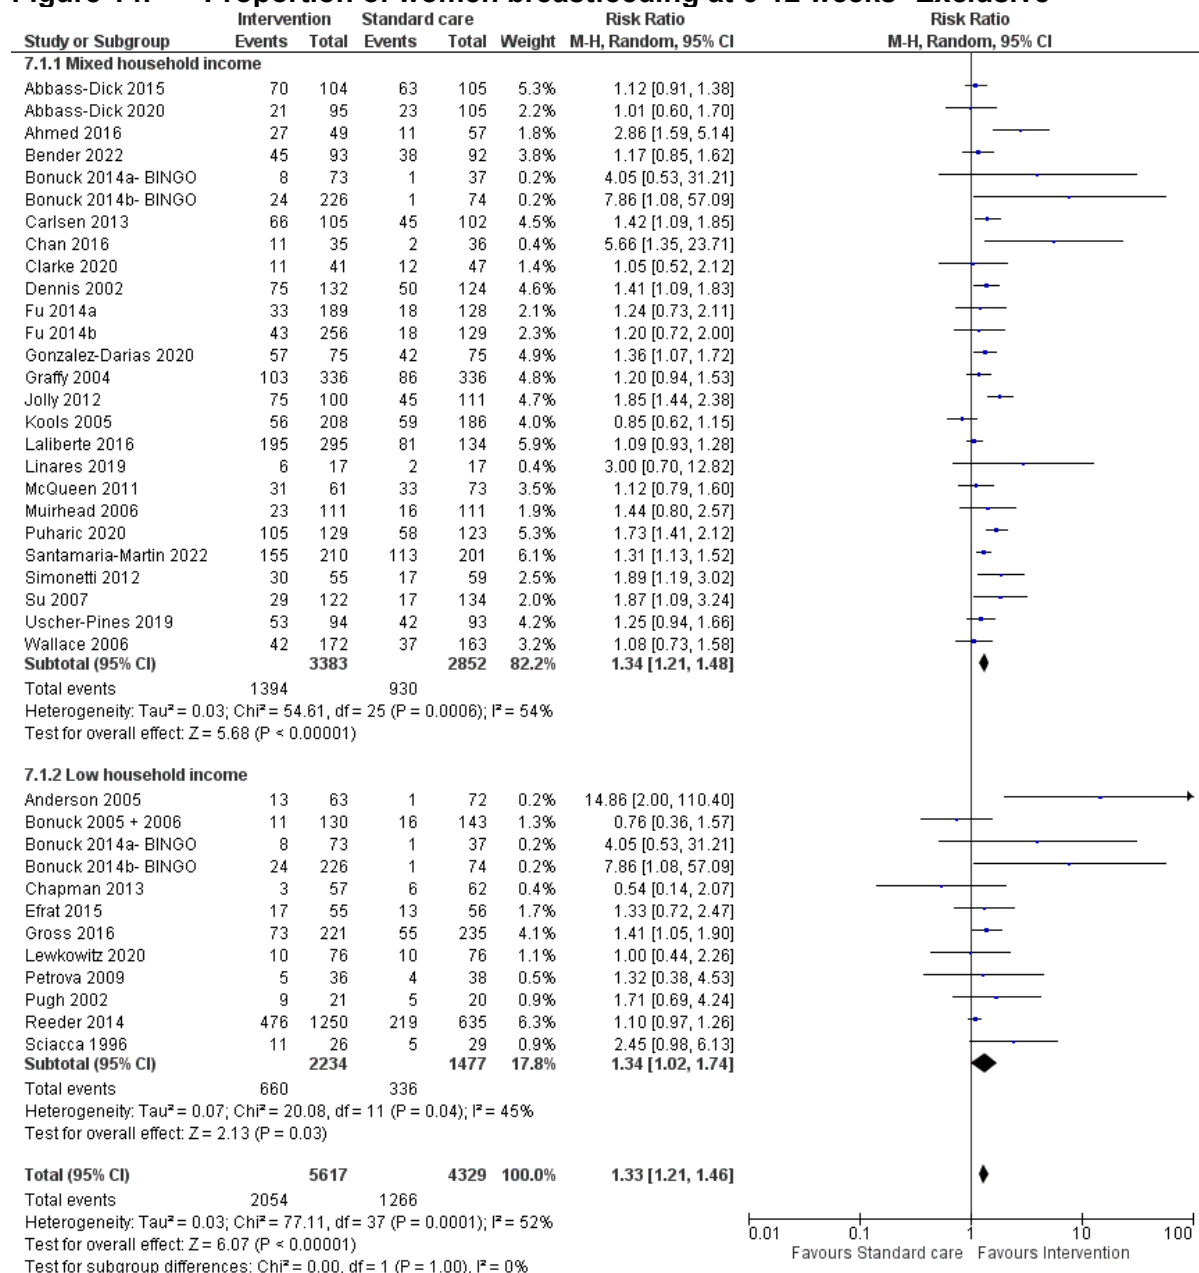 Intervention Standard care Risk Ratio Risk Ratio
Study or Subgroup Events Total Events Total Weight M-H, Random, 95% CI M-H, Random, 95% CI
7.1.1 Mixed household income
Abbass-Dick 2015 70 104 63 105 5.3% 1.12 [0.91, 1.38]
Abbass-Dick 2020 21 95 23 105 2.2% 1.01 [0.60, 1.70]
Ahmed 2016 27 49 11 57 1.8% 2.86 [1.59, 5.14]
Bender 2022 45 93 38 92 3.8% 1.17 [0.85, 1.62]
Bonuck 2014a- BINGO 8 73 1 37 0.2% 4.05 [0.53, 31.21]
Bonuck 2014b- BINGO 24 226 1 74 0.2% 7.86 [1.08, 57.09]
Carlsen 2013 66 105 45 102 4.5% 1.42 [1.09, 1.85]
Chan 2016 11 35 2 36 0.4% 5.66 [1.35, 23.71]
Clarke 2020 11 41 12 47 1.4% 1.05 [0.52, 2.12]
Dennis 2002 75 132 50 124 4.6% 1.41 [1.09, 1.83]
Fu 2014a 33 189 18 128 2.1% 1.24 [0.73, 2.11]
Fu 2014b 43 256 18 129 2.3% 1.20 [0.72, 2.00]
Gonzalez-Darias 2020 57 75 42 75 4.9% 1.36 [1.07, 1.72]
Graffy 2004 103 336 86 336 4.8% 1.20 [0.94, 1.53]
Jolly 2012 75 100 45 111 4.7% 1.85 [1.44, 2.38]
Kools 2005 56 208 59 186 4.0% 0.85 [0.62, 1.15]
Laliberte 2016 195 295 81 134 5.9% 1.09 [0.93, 1.28]
Linares 2019 6 17 2 17 0.4% 3.00 [0.70, 12.82]
McQueen 2011 31 61 33 73 3.5% 1.12 [0.79, 1.60]
Muirhead 2006 23 111 16 111 1.9% 1.44 [0.80, 2.57]
Puharic 2020 105 129 58 123 5.3% 1.73 [1.41, 2.12]
Santamaria-Martin 2022 155 210 113 201 6.1% 1.31 [1.13, 1.52]
Simonetti 2012 30 55 17 59 2.5% 1.89 [1.19, 3.02]
Su 2007 29 122 17 134 2.0% 1.87 [1.09, 3.24]
Uscher-Pines 2019 53 94 42 93 4.2% 1.25 [0.94, 1.66]
Wallace 2006 42 172 37 163 3.2% 1.08 [0.73, 1.58]
Subtotal (95% CI) 3383 2852 82.2% 1.34 [1.21, 1.48]
Total events 1394 930
Heterogeneity: Tau² = 0.03; Chi² = 54.61, df = 25 (P = 0.0006); I² = 54%
Test for overall effect: Z = 5.68 (P < 0.00001)
7.1.2 Low household income
Anderson 2005 13 63 1 72 0.2% 14.86 [2.00, 110.40]
Bonuck 2005 + 2006 11 130 16 143 1.3% 0.76 [0.36, 1.57]
Bonuck 2014a- BINGO 8 73 1 37 0.2% 4.05 [0.53, 31.21]
Bonuck 2014b- BINGO 24 226 1 74 0.2% 7.86 [1.08, 57.09]
Chapman 2013 3 57 6 62 0.4% 0.54 [0.14, 2.07]
Efrat 2015 17 55 13 56 1.7% 1.33 [0.72, 2.47]
Gross 2016 73 221 55 235 4.1% 1.41 [1.05, 1.90]
Lewkowitz 2020 10 76 10 76 1.1% 1.00 [0.44, 2.26]
Petrova 2009 5 36 4 38 0.5% 1.32 [0.38, 4.53]
Pugh 2002 9 21 5 20 0.9% 1.71 [0.69, 4.24]
Reeder 2014 476 1250 219 635 6.3% 1.10 [0.97, 1.26]
Sciacca 1996 11 26 5 29 0.9% 2.45 [0.98, 6.13]
Subtotal (95% CI) 2234 1477 17.8% 1.34 [1.02, 1.74]
Total events 660 336
Heterogeneity: Tau² = 0.07; Chi² = 20.08, df = 11 (P = 0.04); I² = 45%
Test for overall effect: Z = 2.13 (P = 0.03)
Total (95% CI) 5617 4329 100.0% 1.33 [1.21, 1.46]
Total events 2054 1266
Heterogeneity: Tau² = 0.03; Chi² = 77.11, df = 37 (P = 0.0001); I² = 52%
Test for overall effect: Z = 6.07 (P < 0.00001)
Test for subgroup differences: Chi² = 0.00, df = 1 (P = 1.00), I² = 0%
0.01 0.1 1 10 100
Favours Standard care Favours Intervention